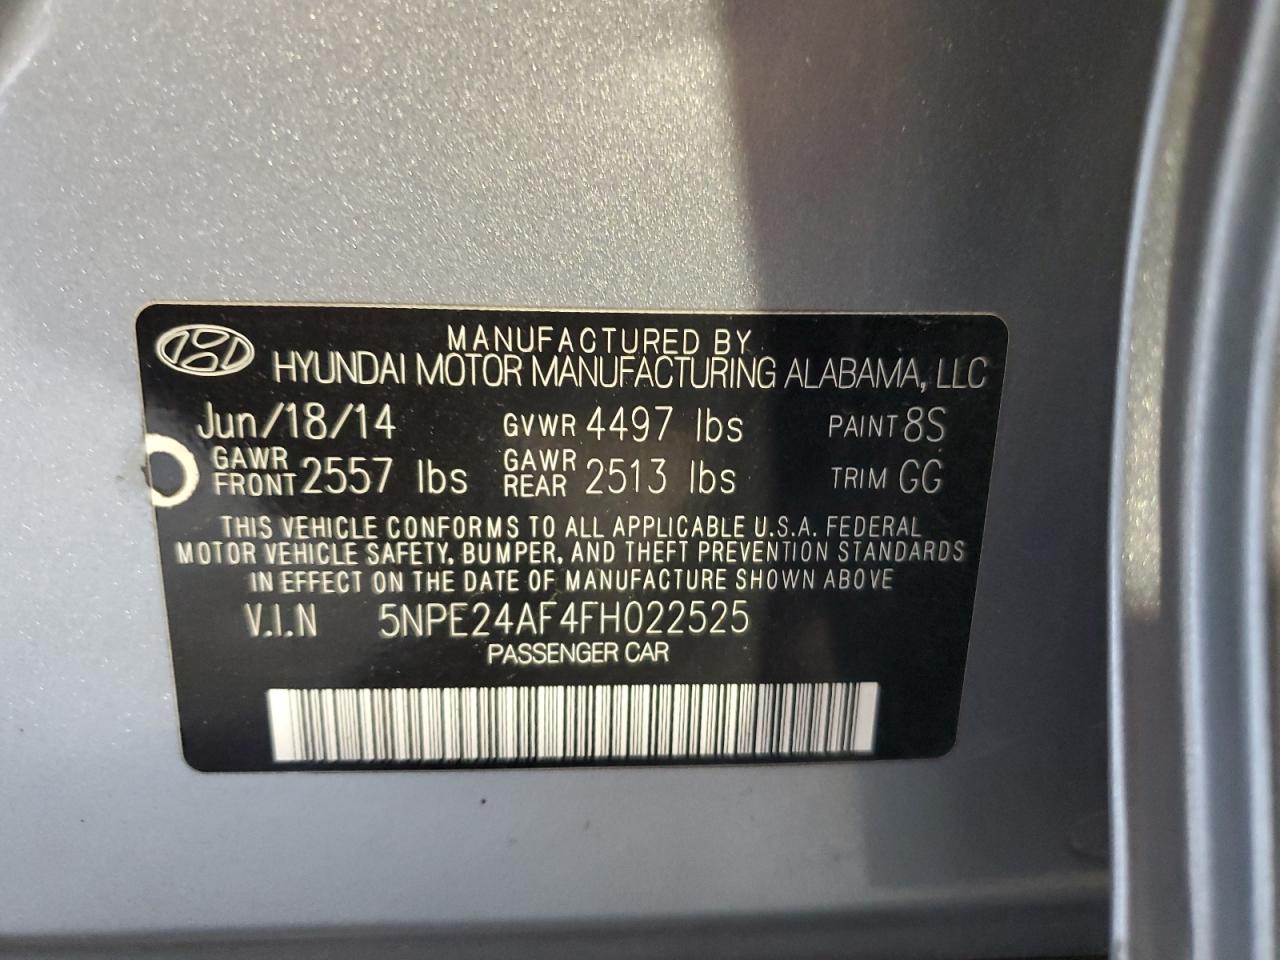 MANUFACTURED BY
HYUNDAI MOTOR MANUFACTURING ALABAMA, LLC
Jun/18/14 GVWR 4497 lbs PAINT 8S
GAWR FRONT 2557 lbs GAWR REAR 2513 lbs TRIM GG
THIS VEHICLE CONFORMS TO ALL APPLICABLE U.S.A. FEDERAL
MOTOR VEHICLE SAFETY, BUMPER, AND THEFT PREVENTION STANDARDS
IN EFFECT ON THE DATE OF MANUFACTURE SHOWN ABOVE
V.I.N 5NPE24AF4FH022525
PASSENGER CAR